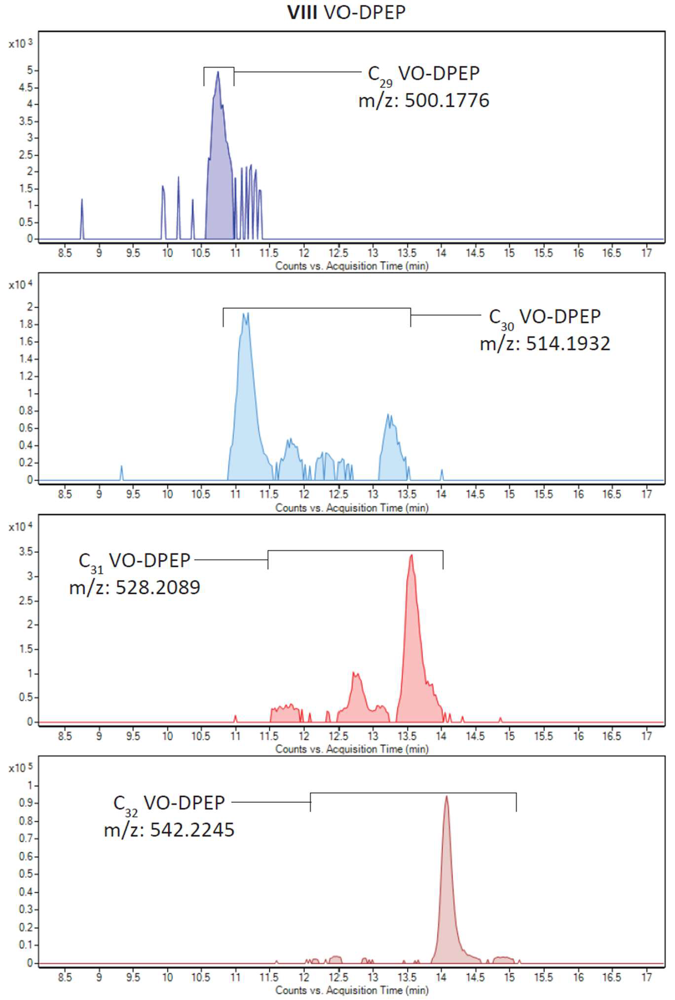 VIII VO-DPEP
x10 3
C29 VO-DPEP
m/z: 500.1776
5
4.5
4
3.5
3
2.5
2
1.5
1
0.5
0
8.5 9 9.5 10 10.5 11 11.5 12 12.5 13 13.5 14 14.5 15 15.5 16 16.5 17
Counts vs. Acquisition Time (min)
x10 4
C30 VO-DPEP
m/z: 514.1932
2
1.8
1.6
1.4
1.2
1
0.8
0.6
0.4
0.2
0
8.5 9 9.5 10 10.5 11 11.5 12 12.5 13 13.5 14 14.5 15 15.5 16 16.5 17
Counts vs. Acquisition Time (min)
x10 4
C31 VO-DPEP
m/z: 528.2089
3.5
3
2.5
2
1.5
1
0.5
0
8.5 9 9.5 10 10.5 11 11.5 12 12.5 13 13.5 14 14.5 15 15.5 16 16.5 17
Counts vs. Acquisition Time (min)
x10 5
C32 VO-DPEP
m/z: 542.2245
1
0.9
0.8
0.7
0.6
0.5
0.4
0.3
0.2
0.1
0
8.5 9 9.5 10 10.5 11 11.5 12 12.5 13 13.5 14 14.5 15 15.5 16 16.5 17
Counts vs. Acquisition Time (min)